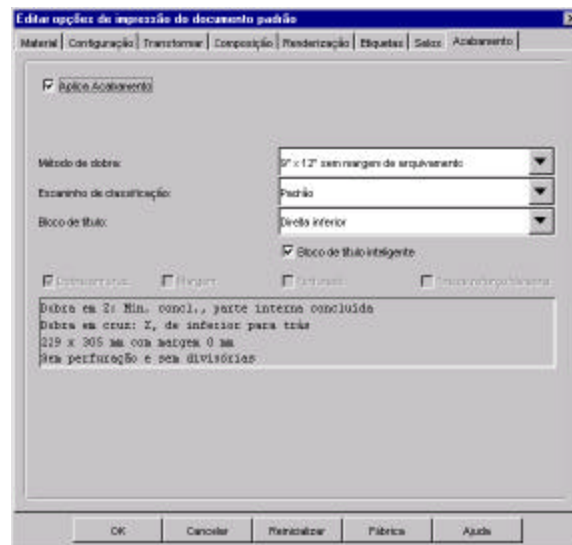 Editar opções de impressão do documento padrão
Material Configuração Transformar Composição Renderização Etiquetas Selos Acabamento
Aplica Acabamento
Método de dobra: 9" x 12" sem margem de arquivamento
Escaninho de classificação: Padrão
Bloco de título: Direita inferior
Bloco de título inteligente
Margem
Dobra em Z: Min. concl., parte interna concluída
Dobra em cruz: Z, de inferior para trás
229 x 305 mm com margem 0 mm
Sem perfuração e sem divisórias
OK Cancelar Reinicializar Fábrica Ajuda